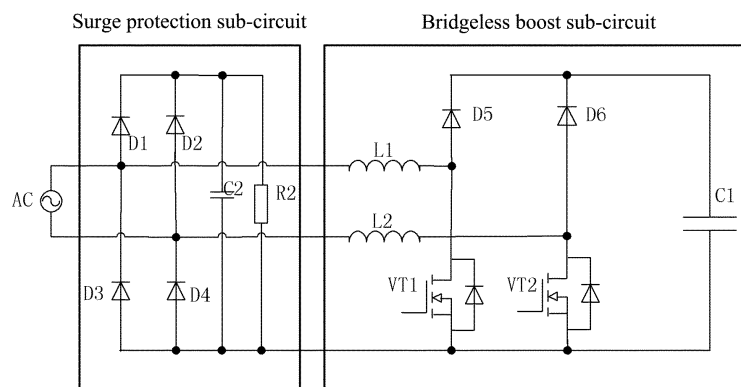 Surge protection sub-circuit
Bridgeless boost sub-circuit
D1
D2
D5
D6
L1
AC
C2
R2
C1
L2
D3
D4
VT1
VT2